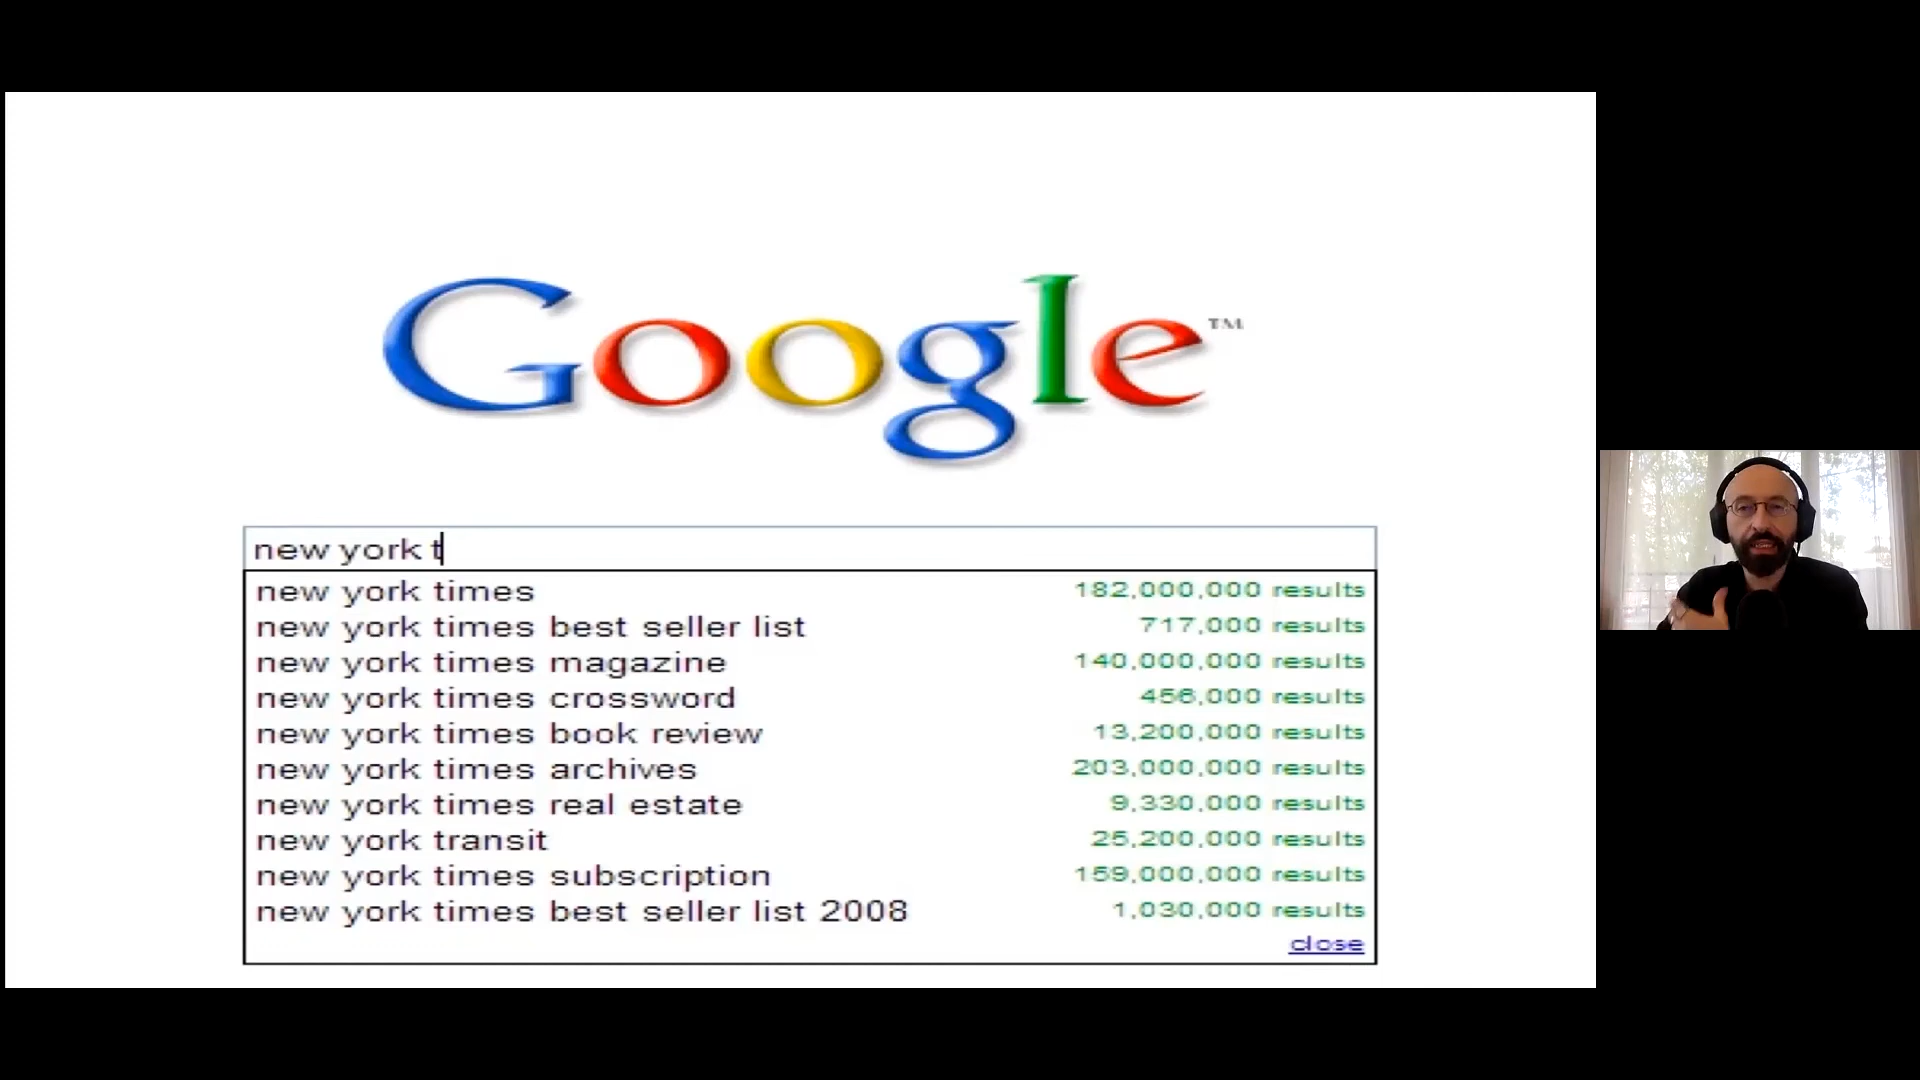 Google™
new york t
new york times 182,000,000 results
new york times best seller list 717,000 results
new york times magazine 140,000,000 results
new york times crossword 456,000 results
new york times book review 13,200,000 results
new york times archives 203,000,000 results
new york times real estate 9,330,000 results
new york transit 25,200,000 results
new york times subscription 159,000,000 results
new york times best seller list 2008 1,030,000 results
close